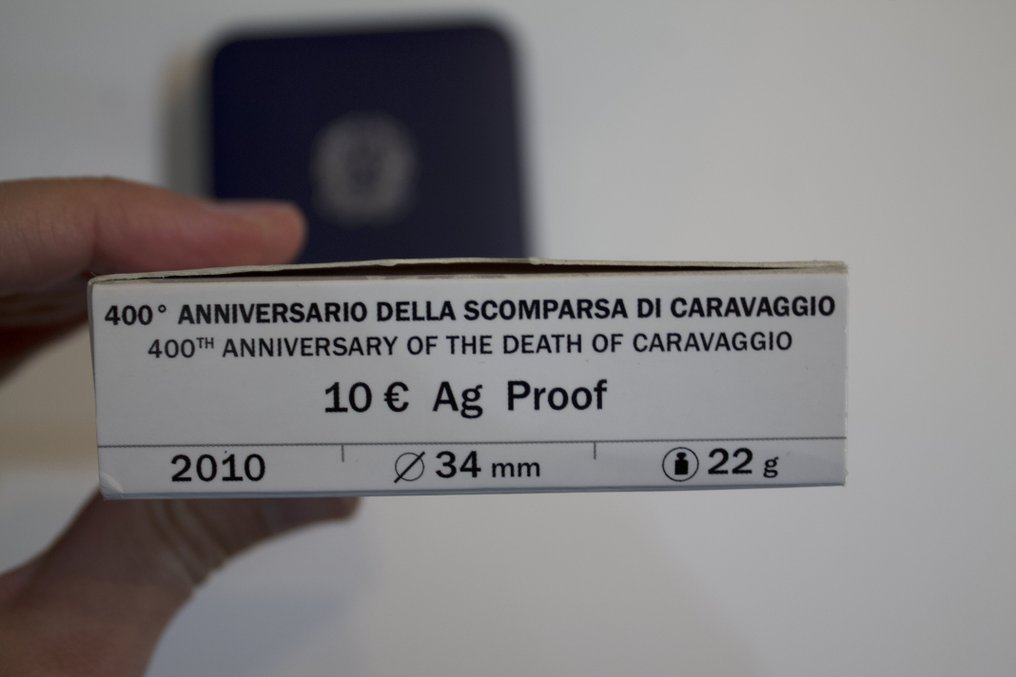 400° ANNIVERSARIO DELLA SCOMPARSA DI CARAVAGGIO
400TH ANNIVERSARY OF THE DEATH OF CARAVAGGIO
10 € Ag Proof
2010 ⌀ 34 mm 22 g